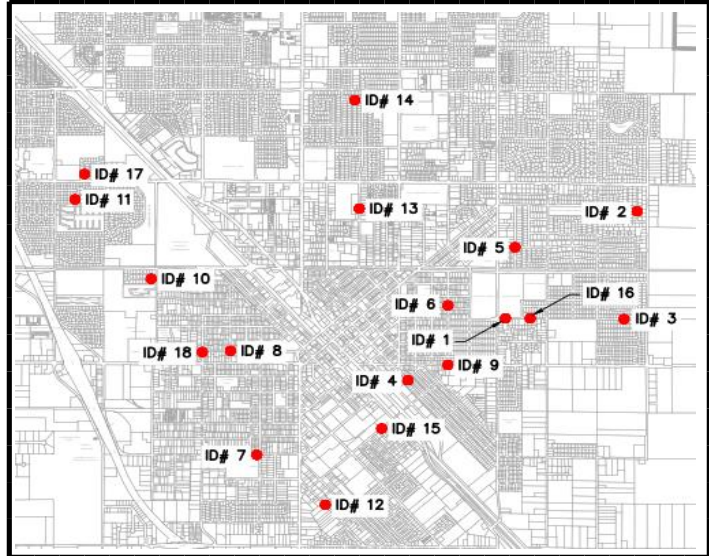 ID# 14
ID# 17
ID# 11
ID# 13
ID# 2
ID# 5
ID# 10
ID# 16
ID# 6
ID# 3
ID# 1
ID# 18
ID# 8
ID# 9
ID# 4
ID# 15
ID# 7
ID# 12